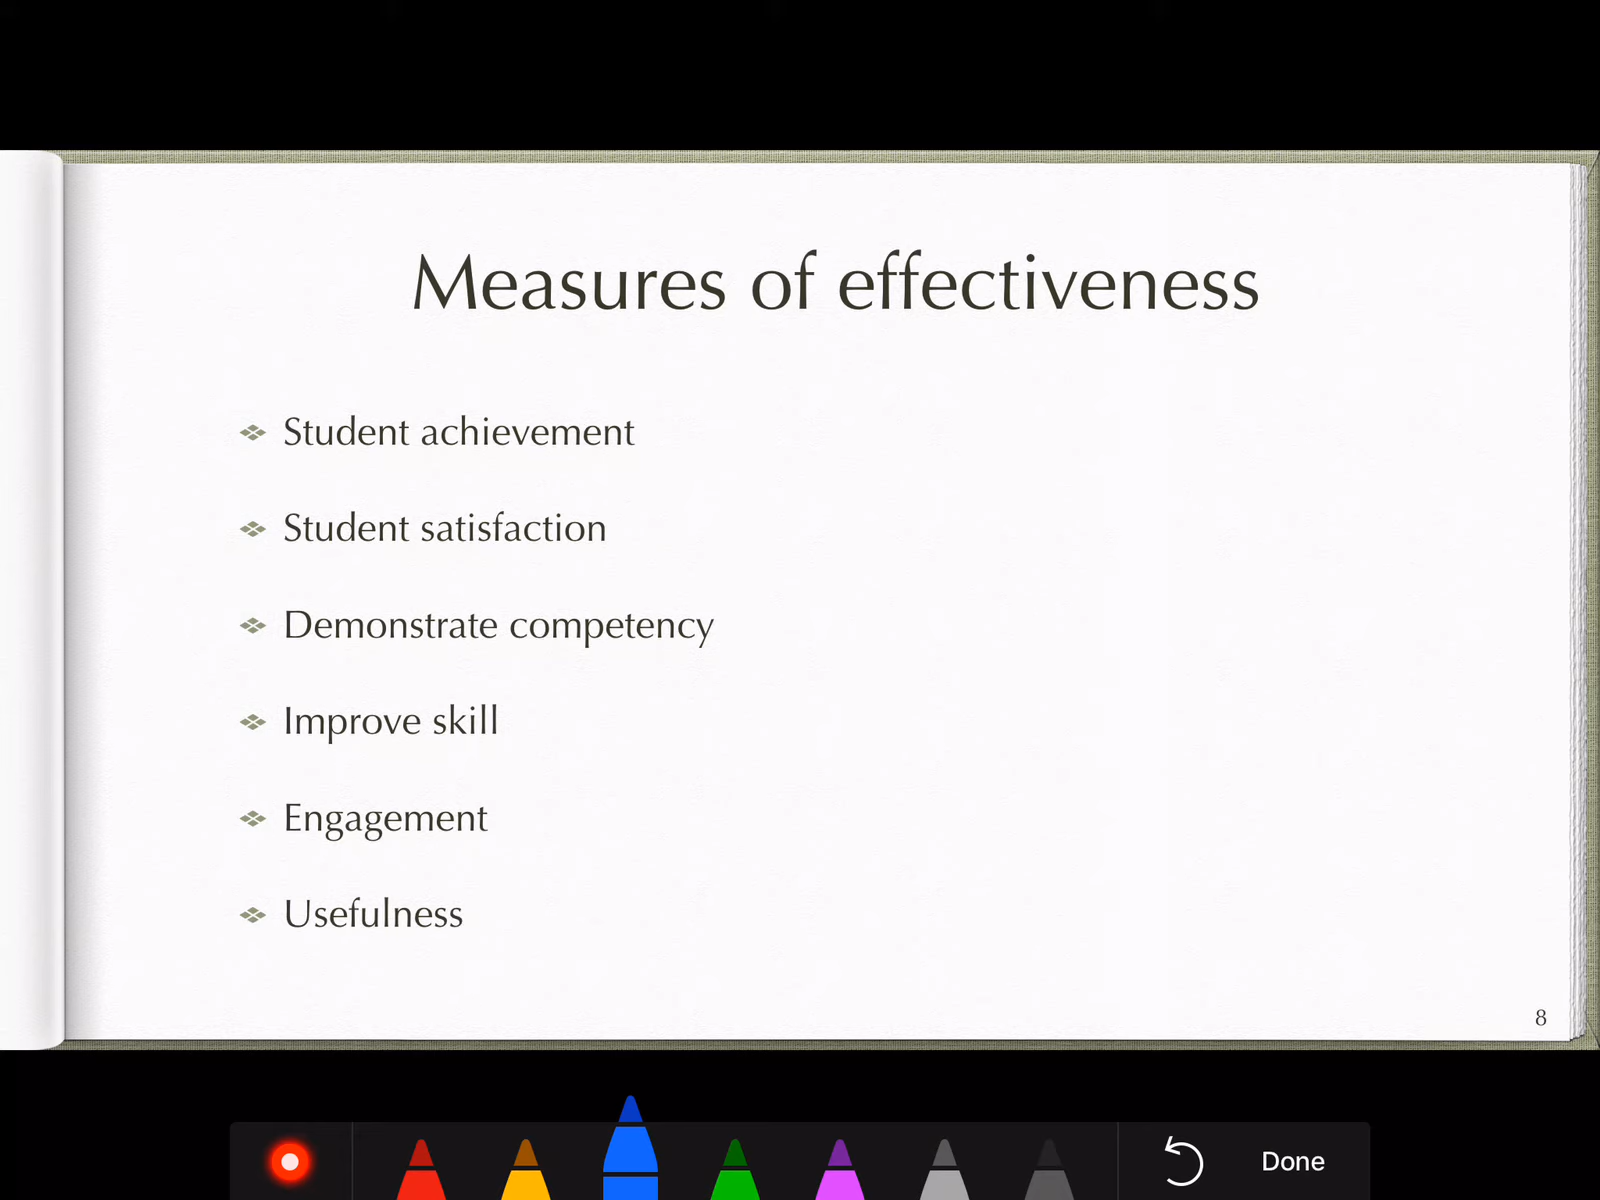 Measures of effectiveness
Student achievement
Student satisfaction
Demonstrate competency
Improve skill
Engagement
Usefulness
8
Done